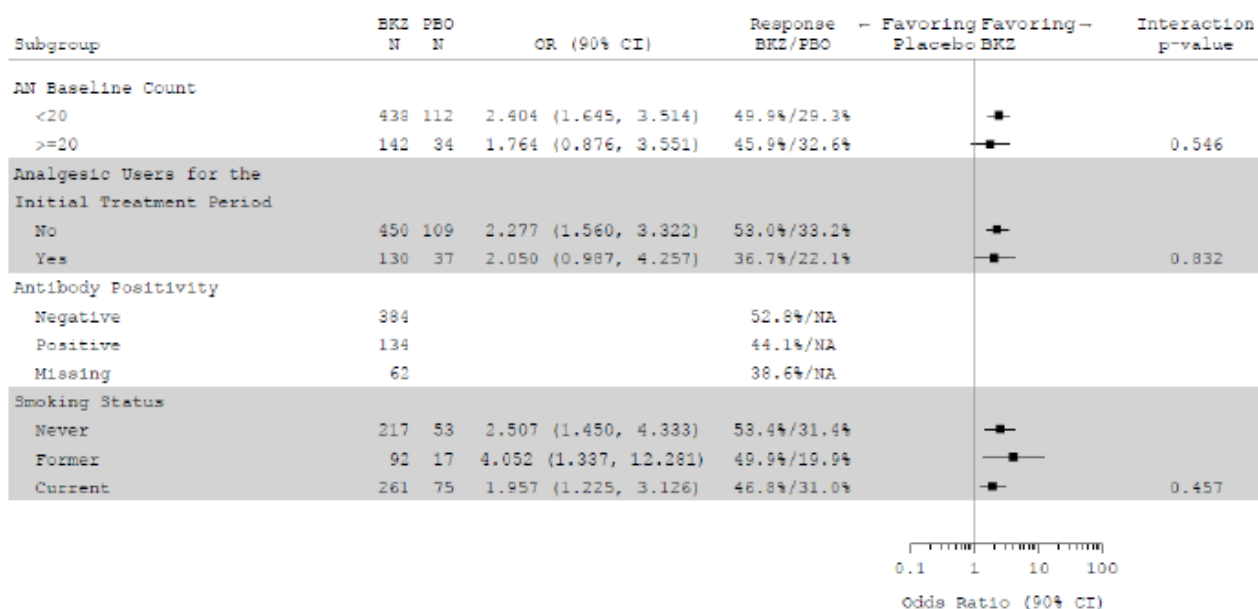 BKZ PBO Response ← Favoring Favoring→ Interaction
Subgroup N N OR (90% CI) BKZ/PBO Placebo BKZ p-value
AN Baseline Count
<20 438 112 2.404 (1.645, 3.514) 49.9%/29.3%
>=20 142 34 1.764 (0.876, 3.551) 45.9%/32.6% 0.546
Analgesic Users for the
Initial Treatment Period
No 450 109 2.277 (1.560, 3.322) 53.0%/33.2%
Yes 130 37 2.050 (0.987, 4.257) 36.7%/22.1% 0.832
Antibody Positivity
Negative 384 52.8%/NA
Positive 134 44.1%/NA
Missing 62 38.6%/NA
Smoking Status
Never 217 53 2.507 (1.450, 4.333) 53.4%/31.4%
Former 92 17 4.052 (1.337, 12.281) 49.9%/19.9%
Current 261 75 1.957 (1.225, 3.126) 46.8%/31.0% 0.457
0.1 1 10 100
Odds Ratio (90% CI)